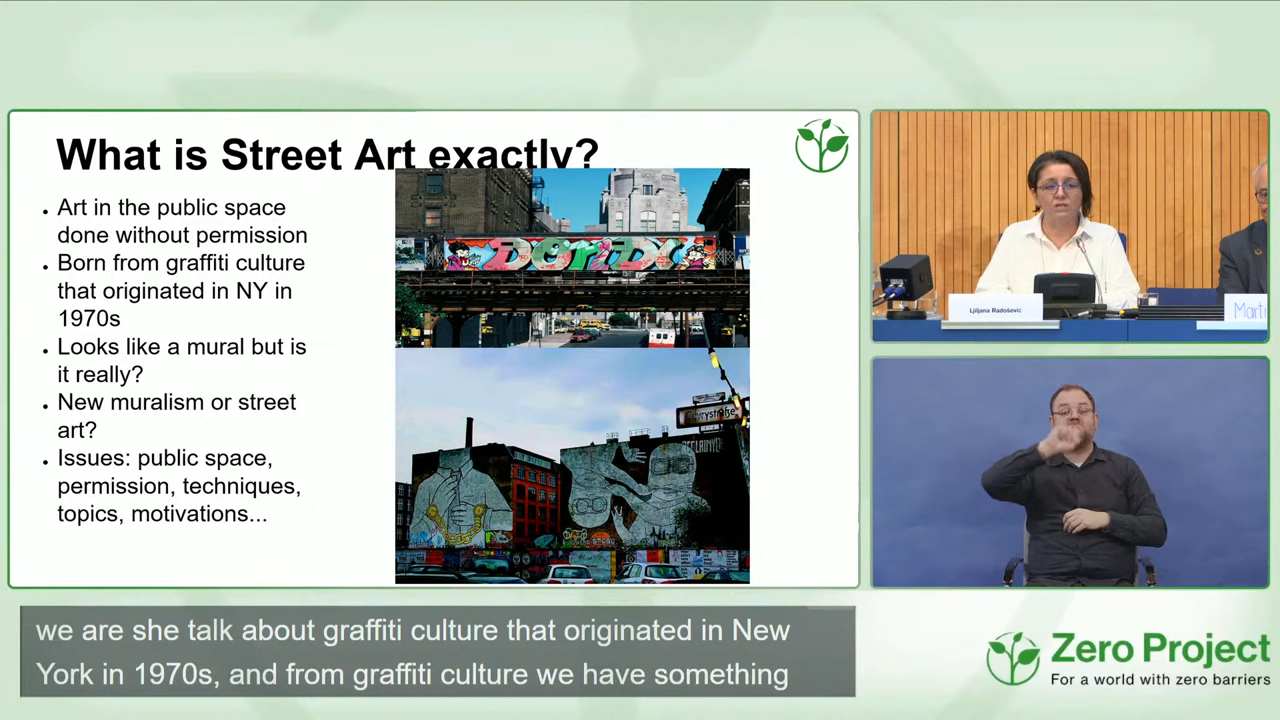 What is Street Art exactly?
• Art in the public space
done without permission
• Born from graffiti culture
that originated in NY in
1970s
• Looks like a mural but is
it really?
• New muralism or street
art?
• Issues: public space,
permission, techniques,
topics, motivations...
Ljiljana Radošević
Marti
we are she talk about graffiti culture that originated in New
York in 1970s, and from graffiti culture we have something
Zero Project
For a world with zero barriers